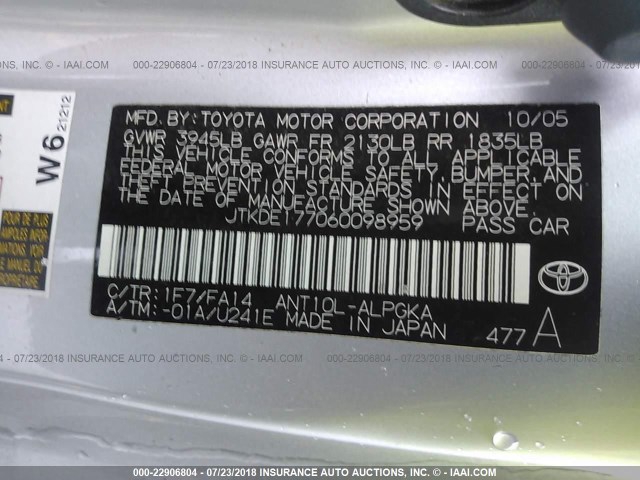 000-22906804 - 07/23/2018 INSURANCE AUTO AUCTIONS, INC. - © IAAI.COM
W6 21212
MFD.BY:TOYOTA MOTOR CORPORATION 10/05
GVWR 3945LB GAWR FR 2130LB RR 1835LB
THIS VEHICLE CONFORMS TO ALL APPLICABLE
FEDERAL MOTOR VEHICLE SAFETY,BUMPER,AND
THEFT PREVENTION STANDARDS IN EFFECT ON
THE DATE OF MANUFACTURE SHOWN ABOVE.
JTKDE177060098959 PASS CAR
C/TR:1F7/FA14 ANT10L-ALPGKA
A/TM:-01A/U241E MADE IN JAPAN
477A
TOYOTA
000-22906804 - 07/23/2018 INSURANCE AUTO AUCTIONS, INC. - © IAAI.COM
000-22906804 - 07/23/2018 INSURANCE AUTO AUCTIONS, INC. - © IAAI.COM